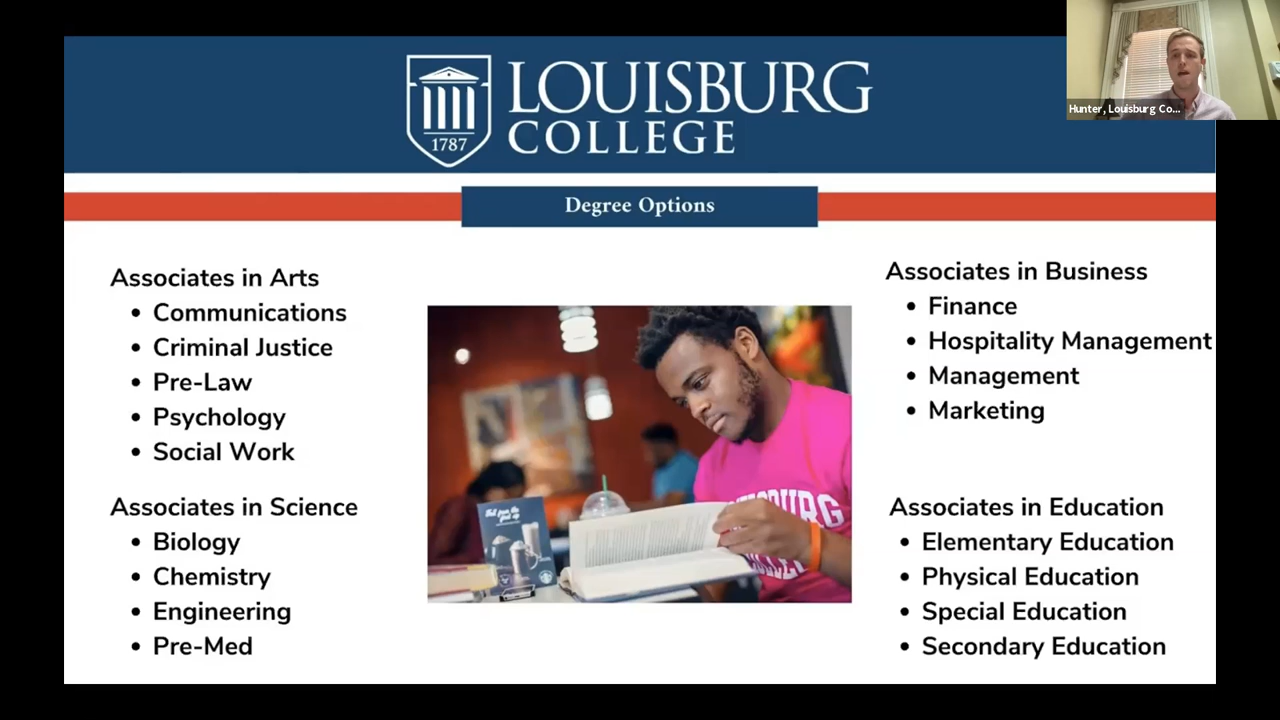 LOUISBURG
COLLEGE
1787
Hunter, Louisburg Co...
Degree Options
Associates in Arts
• Communications
• Criminal Justice
• Pre-Law
• Psychology
• Social Work
Associates in Science
• Biology
• Chemistry
• Engineering
• Pre-Med
Associates in Business
• Finance
• Hospitality Management
• Management
• Marketing
Associates in Education
• Elementary Education
• Physical Education
• Special Education
• Secondary Education